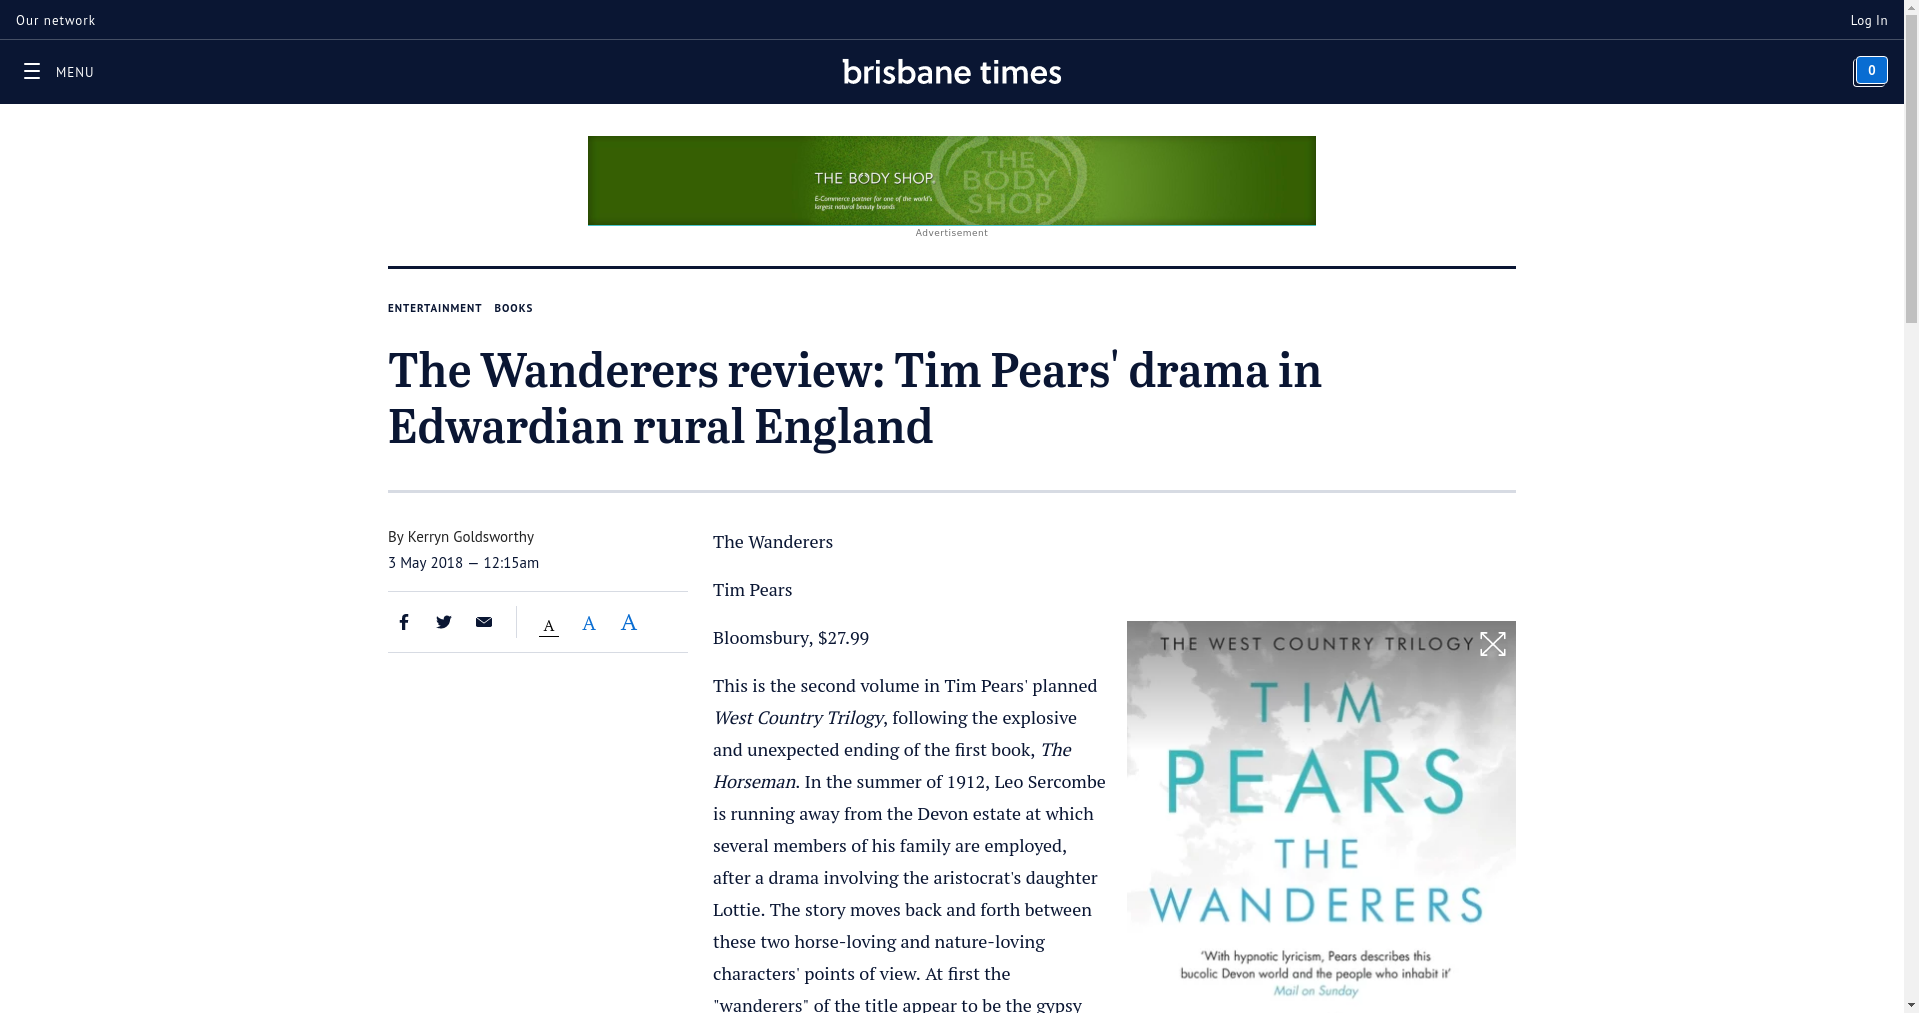 Our network
Log In
MENU
brisbane times
0
THE BODY SHOP.
E-Commerce partner for one of the world's
largest natural beauty brands
THE
BODY
SHOP
Advertisement
ENTERTAINMENT BOOKS
The Wanderers review: Tim Pears' drama in
Edwardian rural England
By Kerryn Goldsworthy
3 May 2018 — 12:15am
A A A
The Wanderers
Tim Pears
Bloomsbury, $27.99
This is the second volume in Tim Pears' planned
West Country Trilogy, following the explosive
and unexpected ending of the first book, The
Horseman. In the summer of 1912, Leo Sercombe
is running away from the Devon estate at which
several members of his family are employed,
after a drama involving the aristocrat's daughter
Lottie. The story moves back and forth between
these two horse-loving and nature-loving
characters' points of view. At first the
"wanderers" of the title appear to be the gypsy
THE WEST COUNTRY TRILOGY
TIM
PEARS
THE
WANDERERS
'With hypnotic lyricism, Pears describes this
bucolic Devon world and the people who inhabit it'
Mail on Sunday